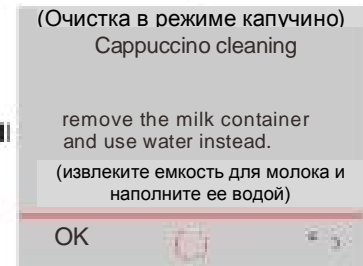 (Очистка в режиме капучино)
Cappuccino cleaning
remove the milk container
and use water instead.
(извлеките емкость для молока и
наполните ее водой)
OK